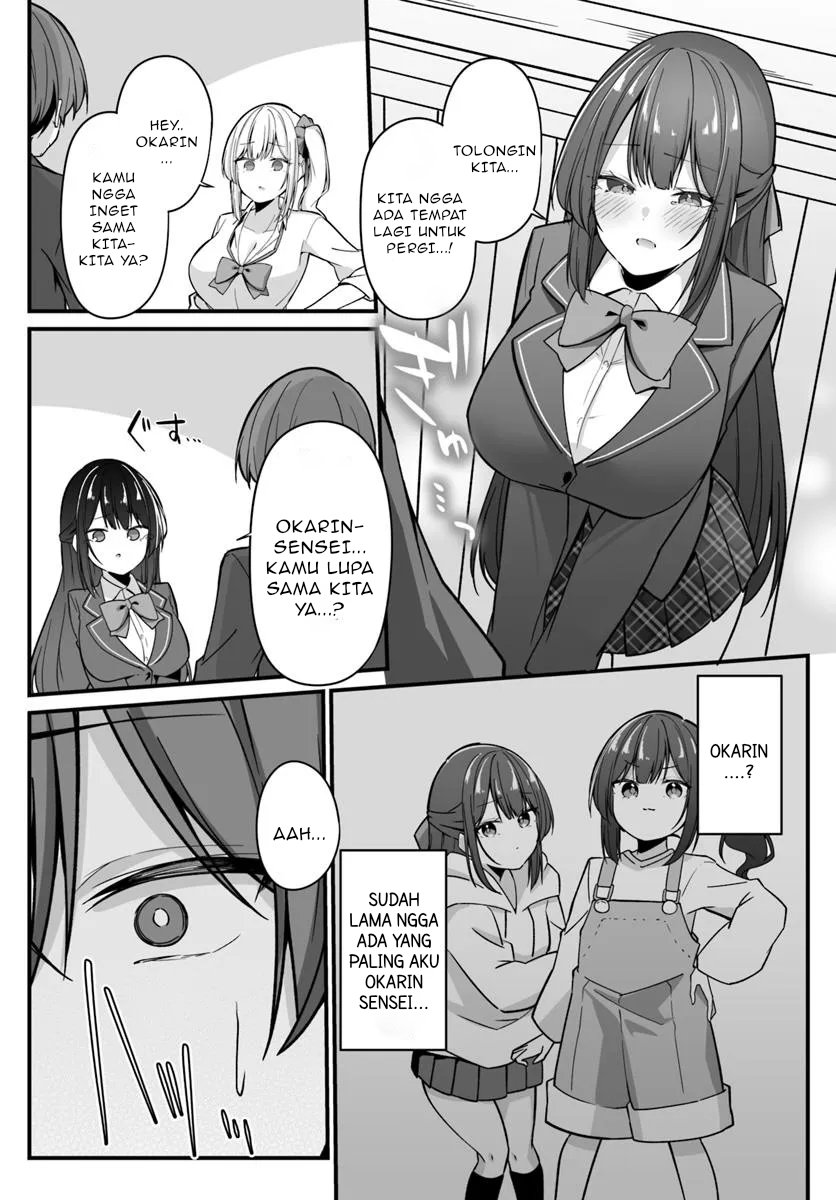 TOLONGIN
KITA...
KITA NGGA
ADA TEMPAT
LAGI UNTUK
PERGI...!
HEY..
OKARIN
...
KAMU
NGGA
INGET
SAMA
KITA-
KITA YA?
ぐす...
OKARIN-
SENSEI...
KAMU LUPA
SAMA KITA
YA...?
OKARIN
....?
SUDAH
LAMA NGGA
ADA YANG
PALING AKU
OKARIN
SENSEI...
AAH...